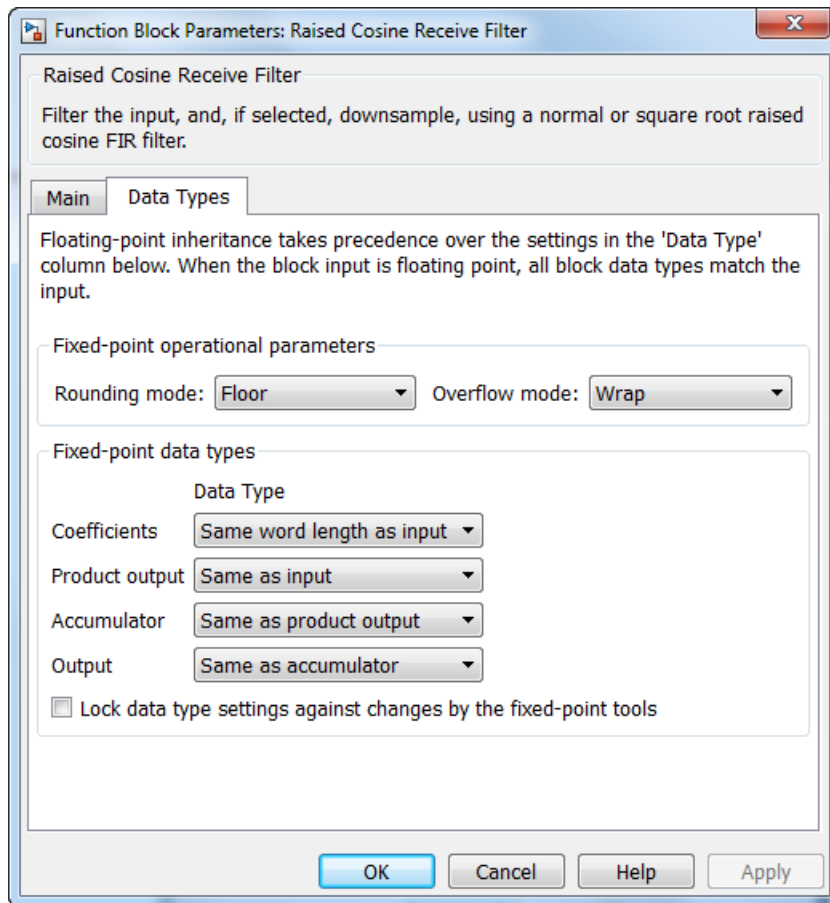 Function Block Parameters: Raised Cosine Receive Filter
Raised Cosine Receive Filter
Filter the input, and, if selected, downsample, using a normal or square root raised
cosine FIR filter.
Main Data Types
Floating-point inheritance takes precedence over the settings in the 'Data Type'
column below. When the block input is floating point, all block data types match the
input.
Fixed-point operational parameters
Rounding mode: Floor Overflow mode: Wrap
Fixed-point data types
Data Type
Coefficients Same word length as input
Product output Same as input
Accumulator Same as product output
Output Same as accumulator
Lock data type settings against changes by the fixed-point tools
OK Cancel Help Apply